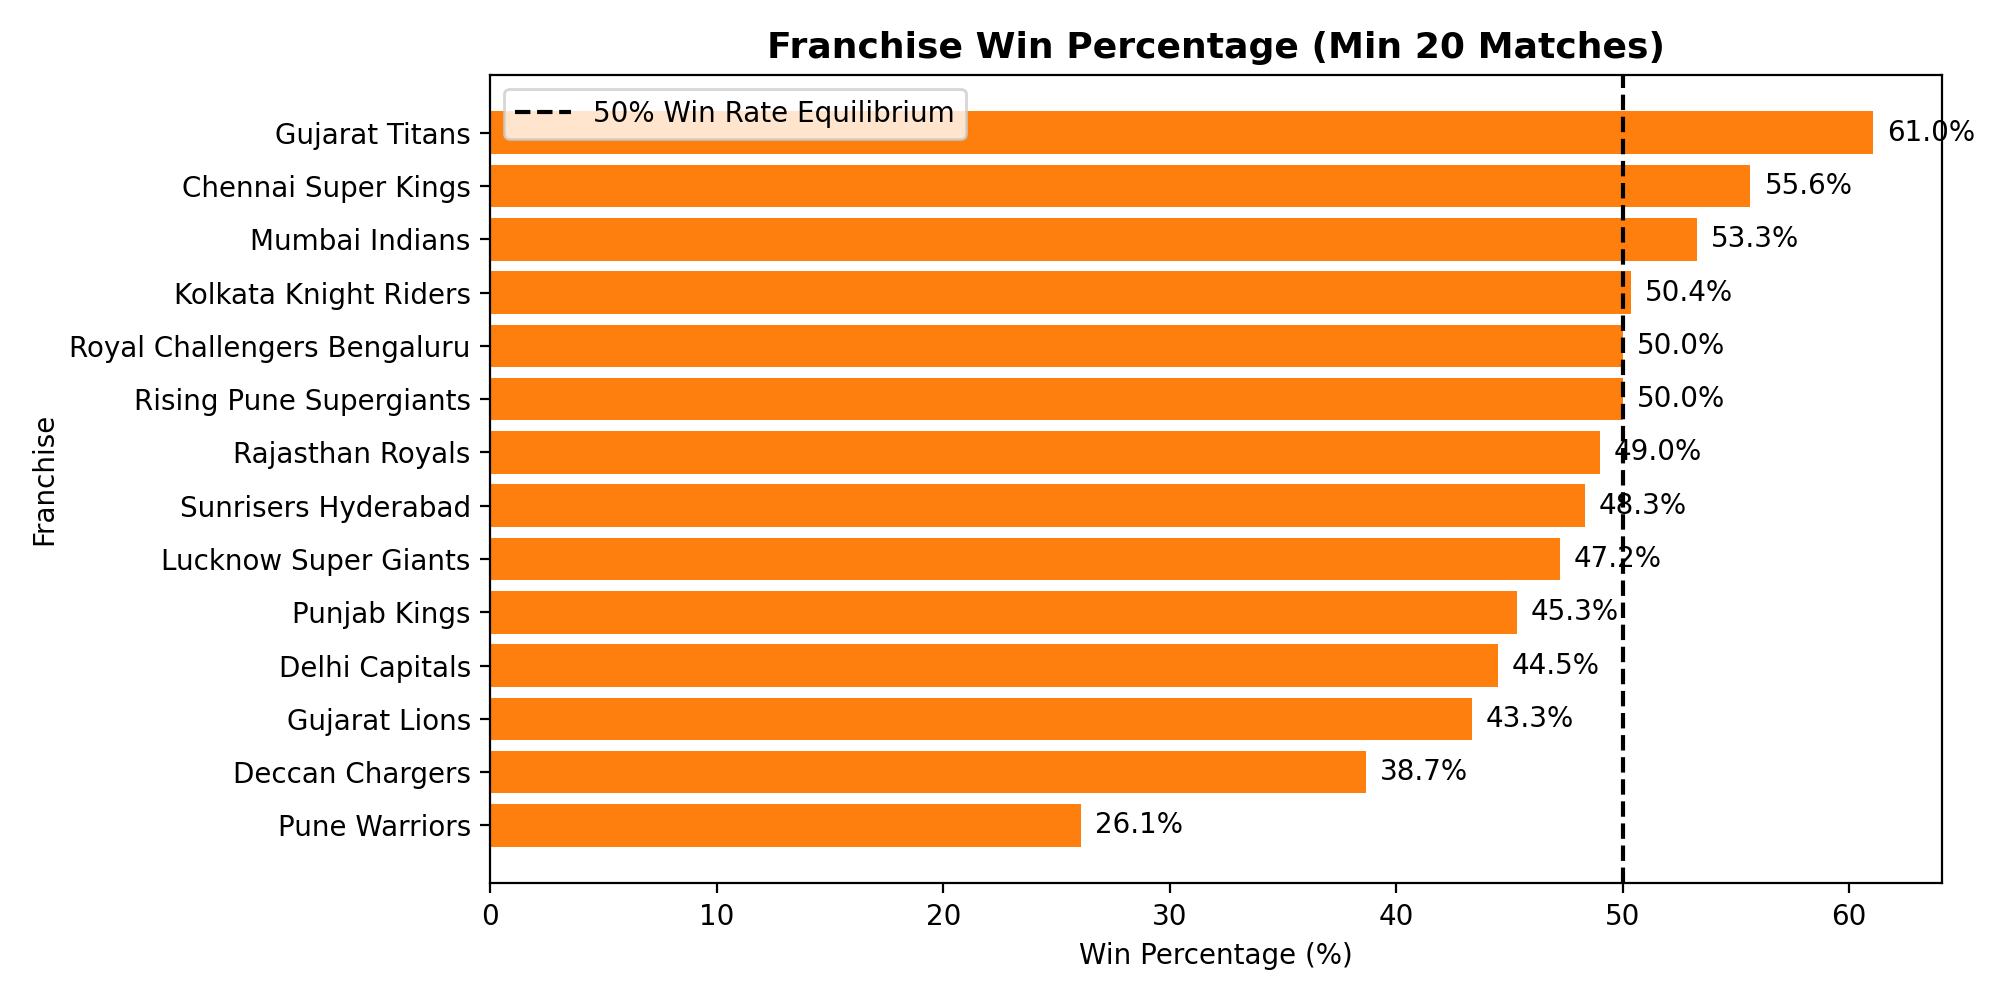 Franchise Win Percentage (Min 20 Matches)
50% Win Rate Equilibrium
Gujarat Titans 61.0%
Chennai Super Kings 55.6%
Mumbai Indians 53.3%
Kolkata Knight Riders 50.4%
Royal Challengers Bengaluru 50.0%
Rising Pune Supergiants 50.0%
Rajasthan Royals 49.0%
Sunrisers Hyderabad 48.3%
Lucknow Super Giants 47.2%
Punjab Kings 45.3%
Delhi Capitals 44.5%
Gujarat Lions 43.3%
Deccan Chargers 38.7%
Pune Warriors 26.1%
Franchise
0 10 20 30 40 50 60
Win Percentage (%)